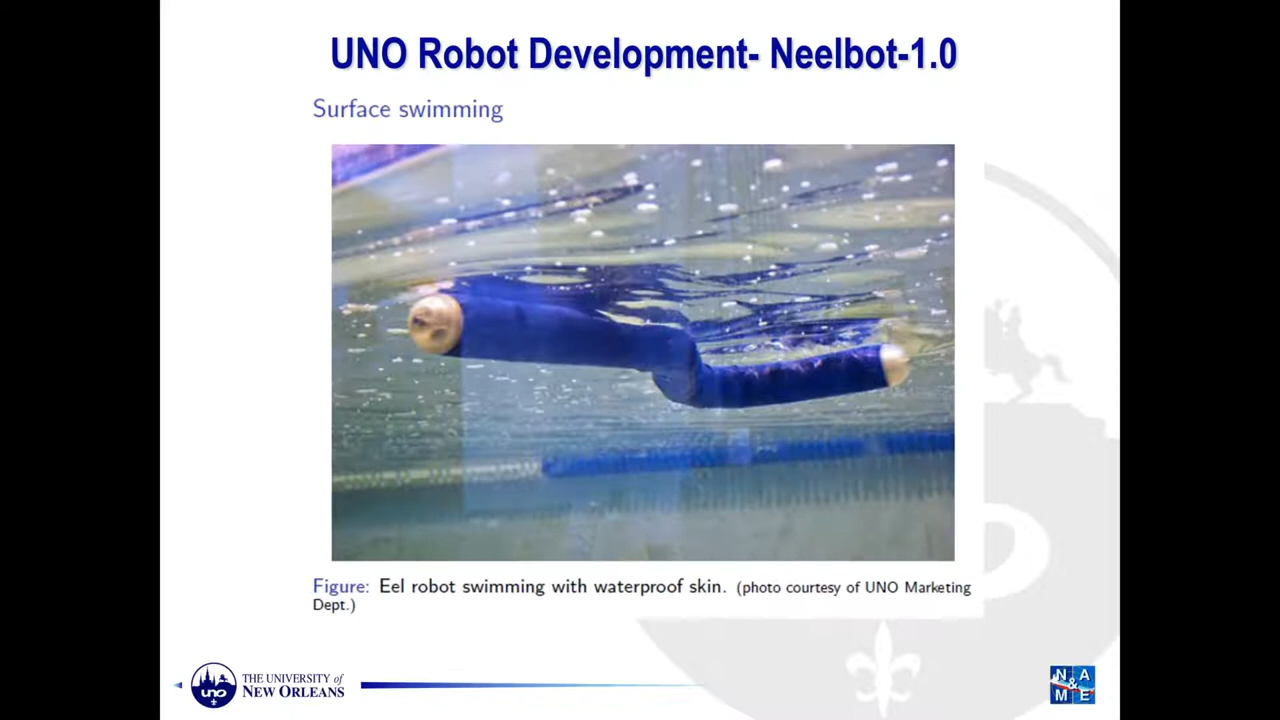 UNO Robot Development- Neelbot-1.0
Surface swimming
Figure: Eel robot swimming with waterproof skin. (photo courtesy of UNO Marketing
Dept.)
uno
THE UNIVERSITY of
NEW ORLEANS
N A
&
M E